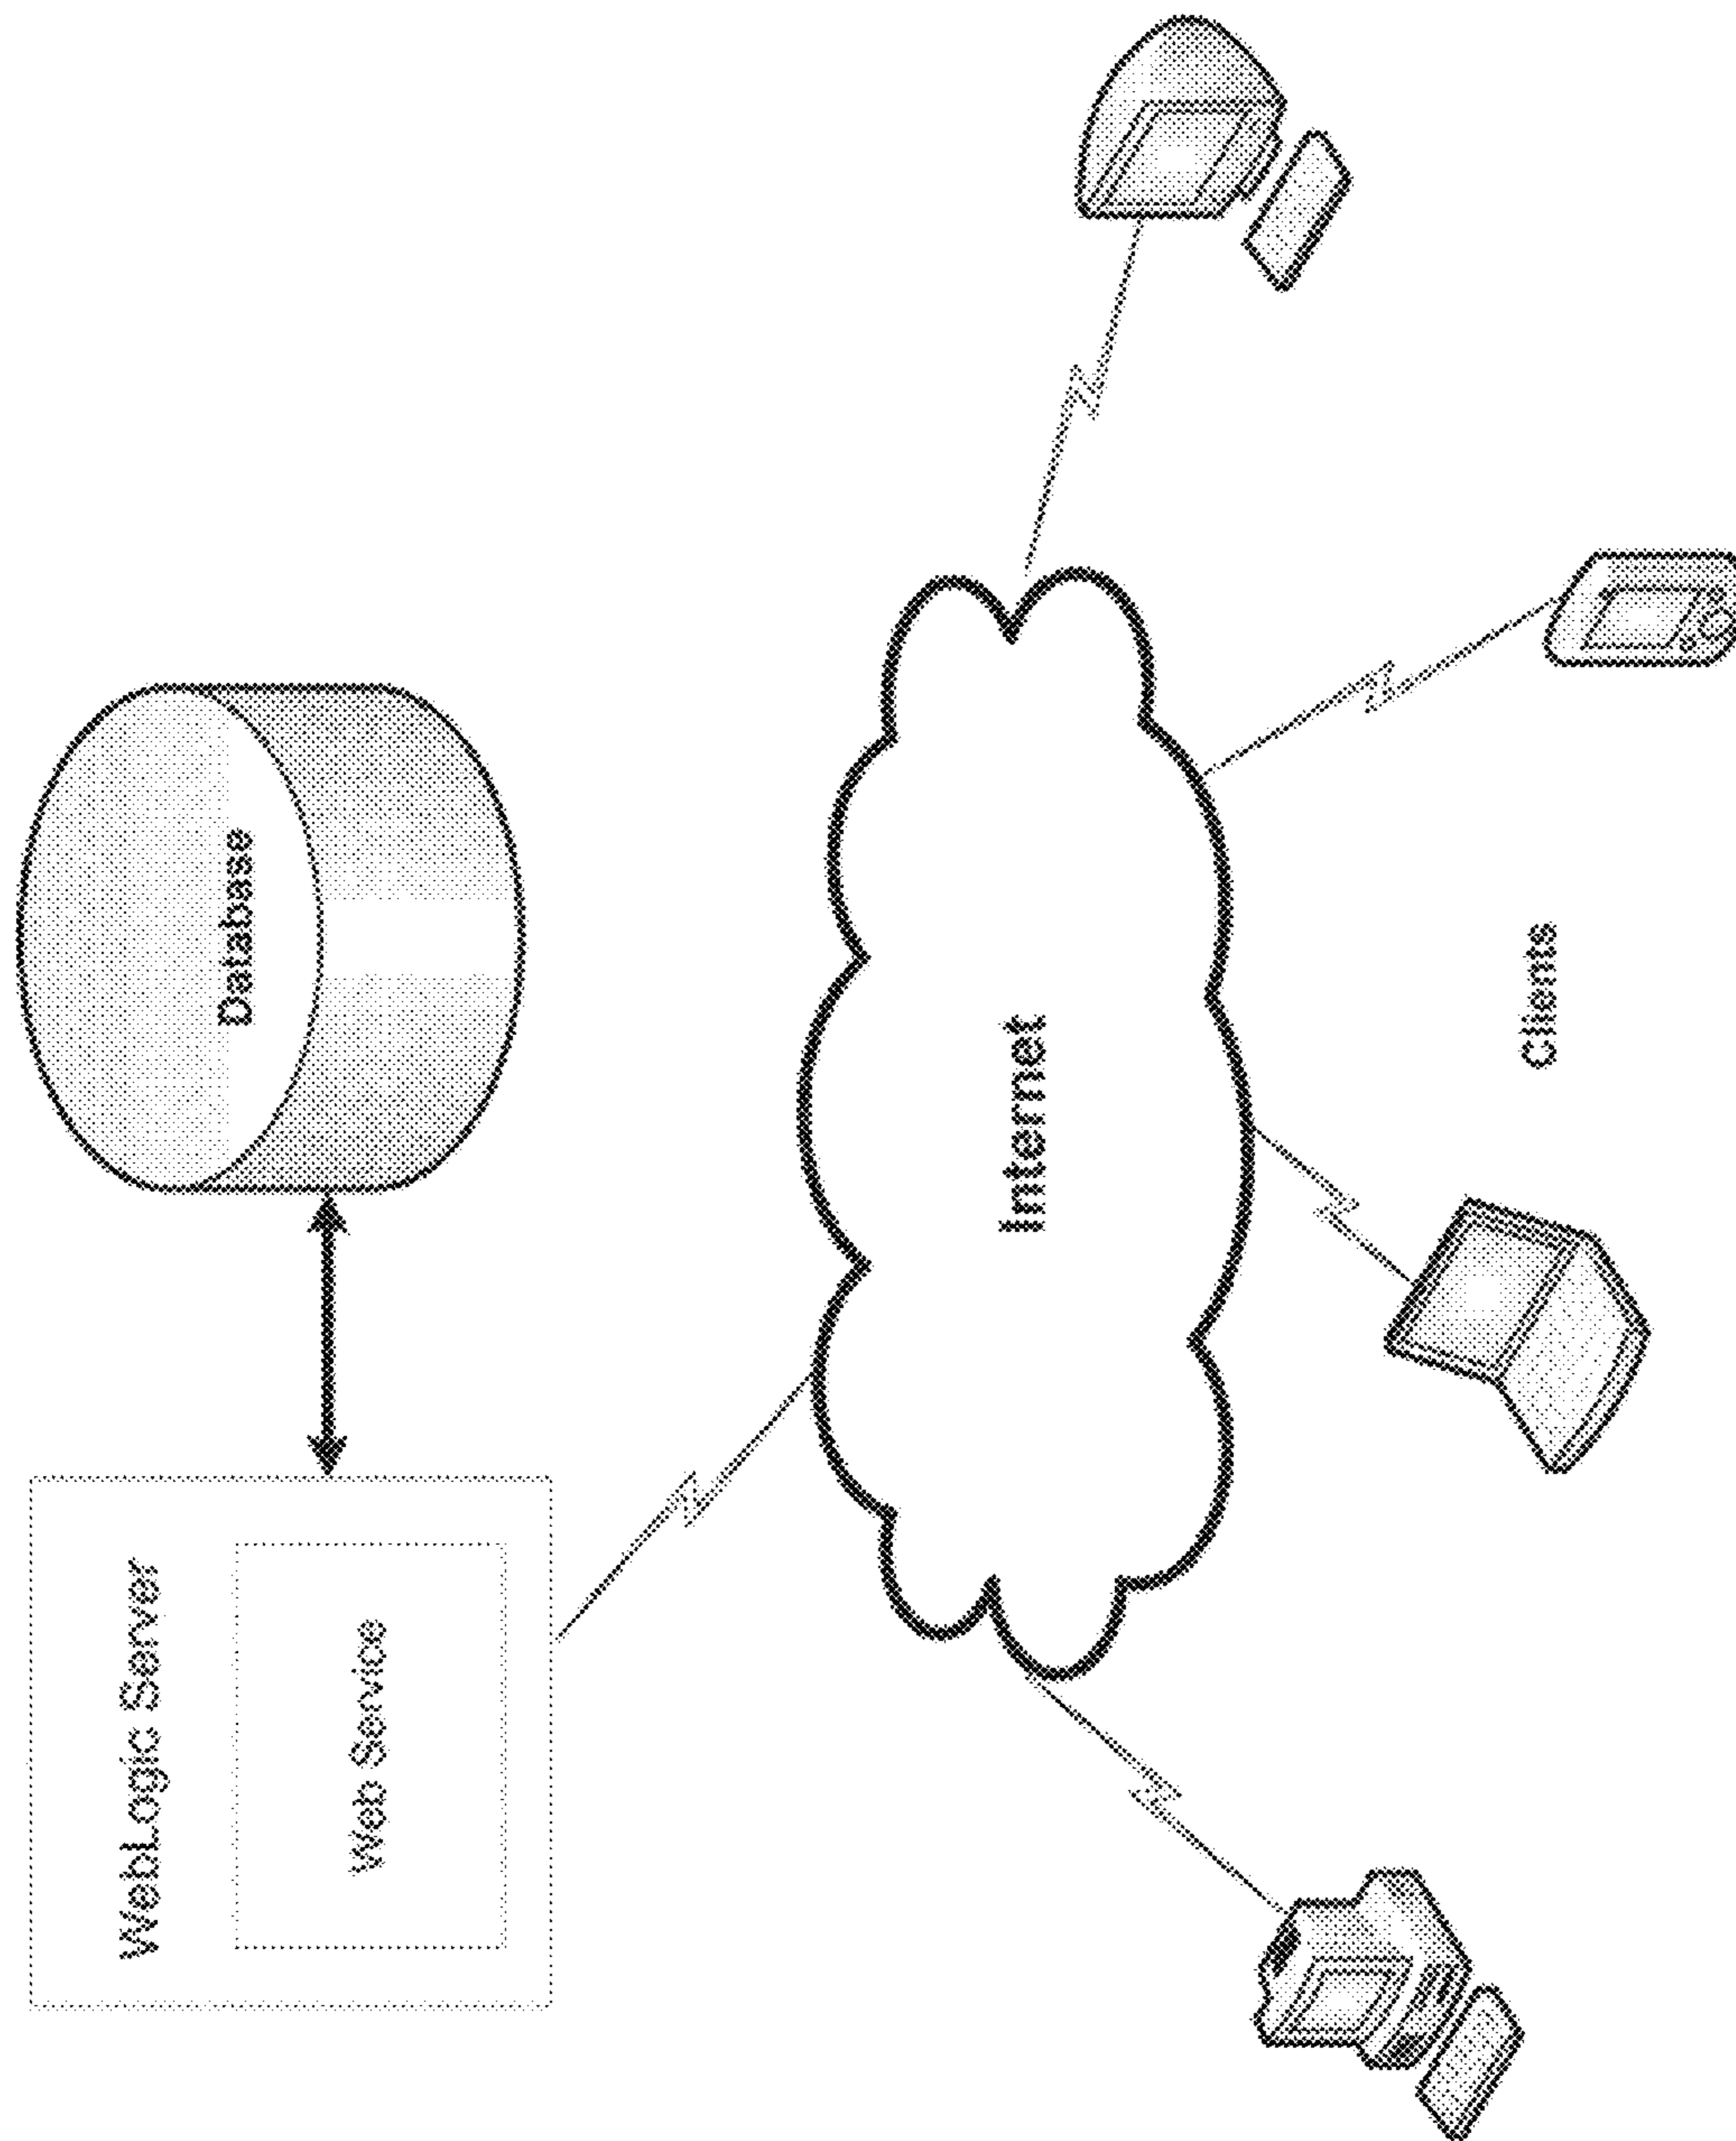 WebLogic Server
Web Service
Database
Internet
Clients